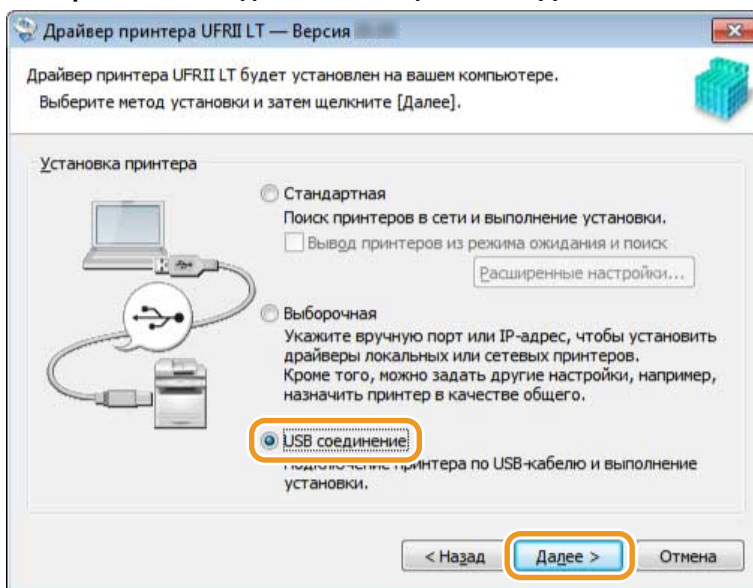 Драйвер принтера UFRII LT — Версия
Драйвер принтера UFRII LT будет установлен на вашем компьютере.
Выберите метод установки и затем щелкните [Далее].
Установка принтера
Стандартная
Поиск принтеров в сети и выполнение установки.
Вывод принтеров из режима ожидания и поиск
Расширенные настройки...
Выборочная
Укажите вручную порт или IP-адрес, чтобы установить
драйверы локальных или сетевых принтеров.
Кроме того, можно задать другие настройки, например,
назначить принтер в качестве общего.
USB соединение
Подключение принтера по USB-кабелю и выполнение
установки.
< Назад
Далее >
Отмена